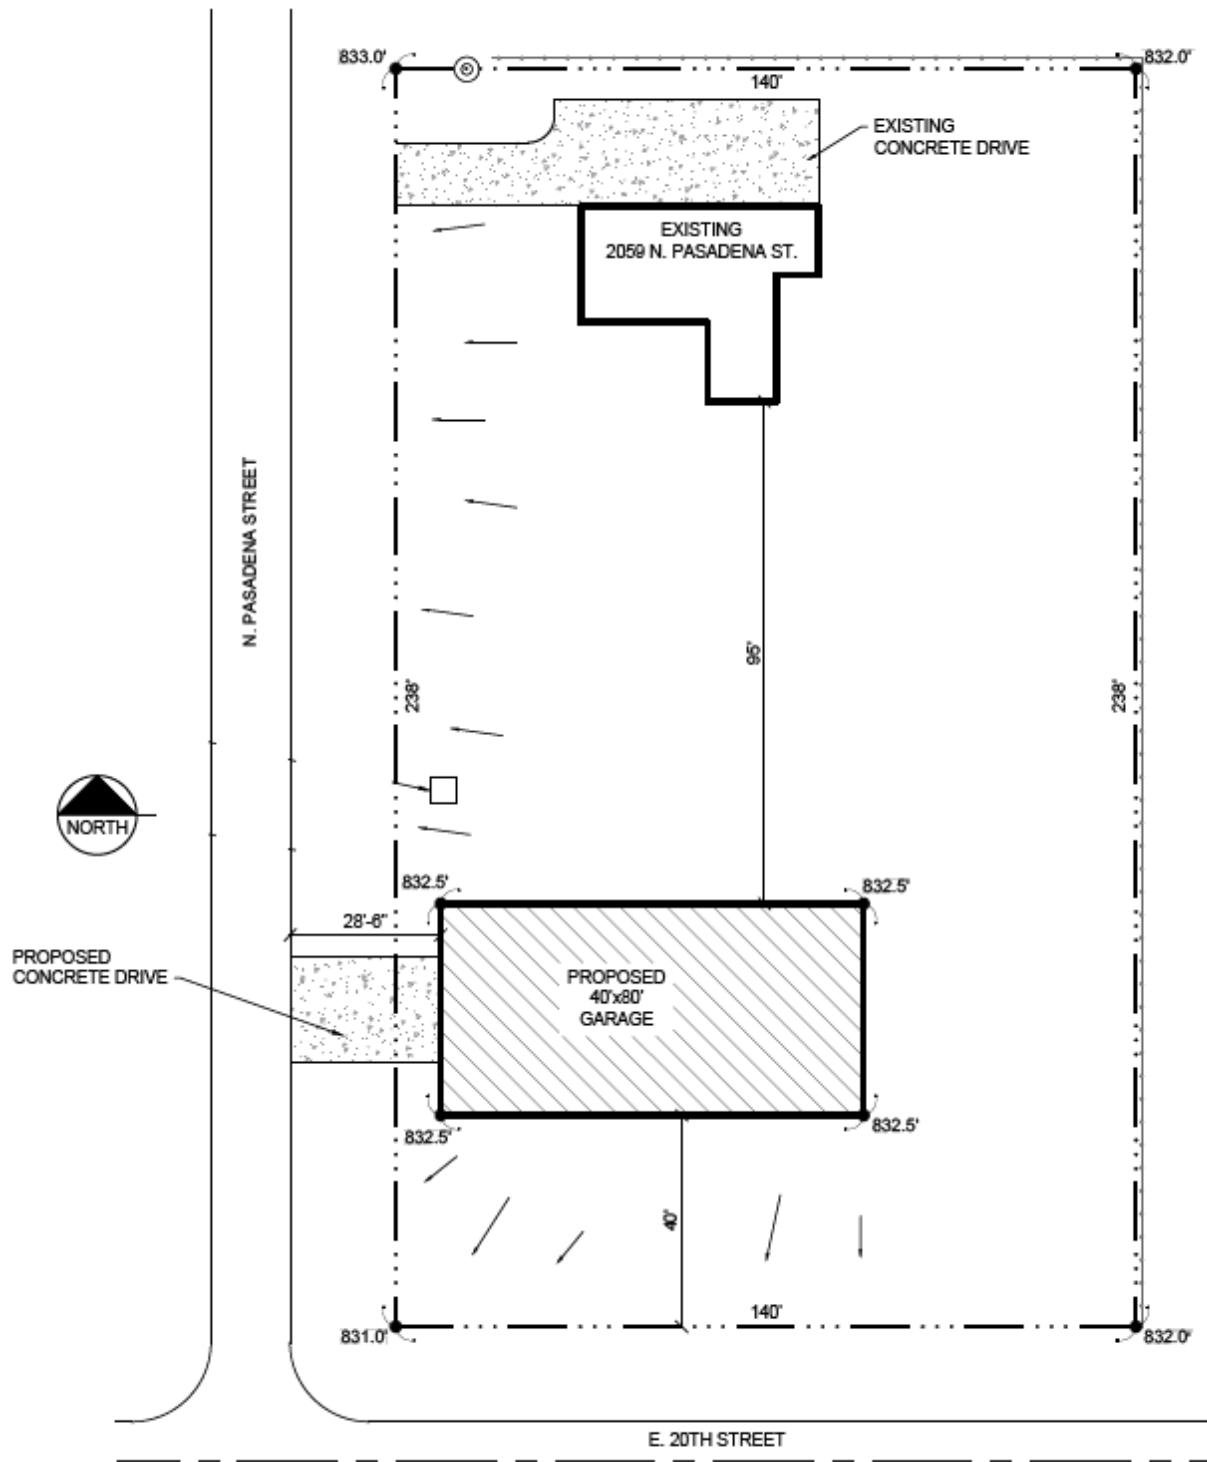 833.0'
832.0'
140'
EXISTING
CONCRETE DRIVE
EXISTING
2059 N. PASADENA ST.
N. PASADENA STREET
95'
238'
238'
NORTH
832.5'
832.5'
28'-6"
PROPOSED
CONCRETE DRIVE
PROPOSED
40'x80'
GARAGE
832.5'
832.5'
40'
140'
831.0'
832.0'
E. 20TH STREET